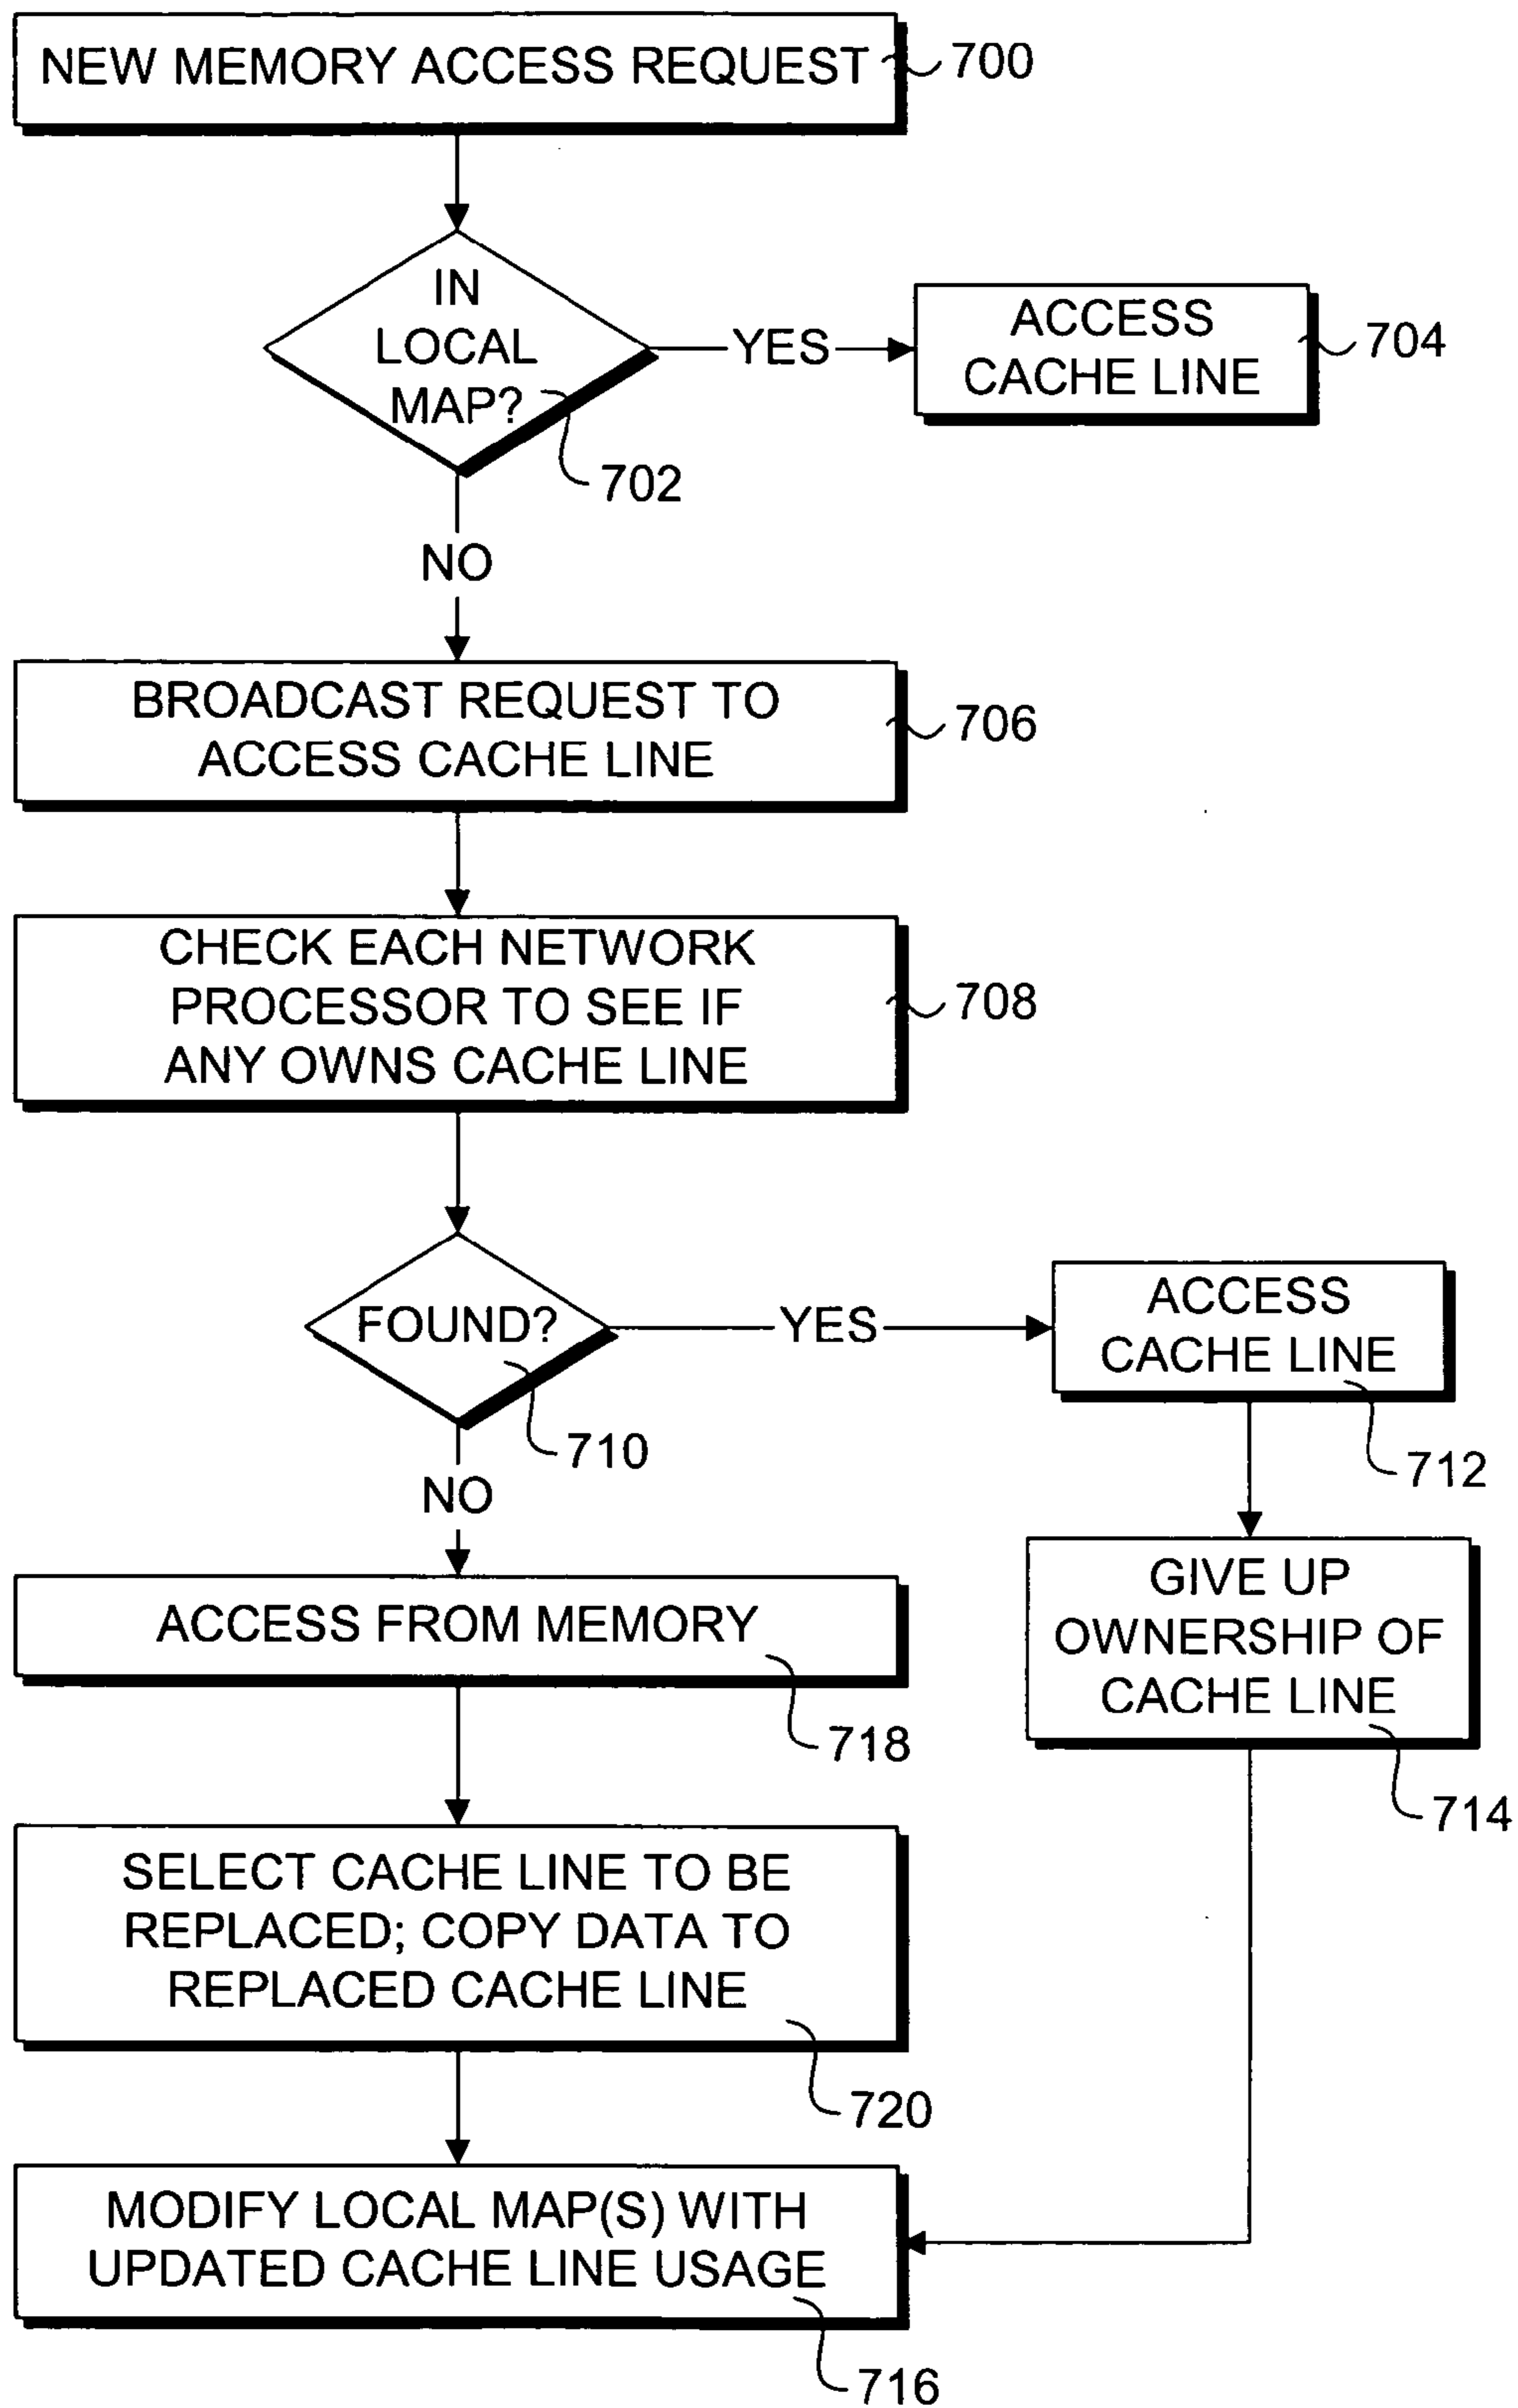 NEW MEMORY ACCESS REQUEST
700
IN
LOCAL
MAP?
702
YES
ACCESS
CACHE LINE
704
NO
BROADCAST REQUEST TO
ACCESS CACHE LINE
706
CHECK EACH NETWORK
PROCESSOR TO SEE IF
ANY OWNS CACHE LINE
708
FOUND?
710
YES
ACCESS
CACHE LINE
712
GIVE UP
OWNERSHIP OF
CACHE LINE
714
NO
ACCESS FROM MEMORY
718
SELECT CACHE LINE TO BE
REPLACED; COPY DATA TO
REPLACED CACHE LINE
720
MODIFY LOCAL MAP(S) WITH
UPDATED CACHE LINE USAGE
716